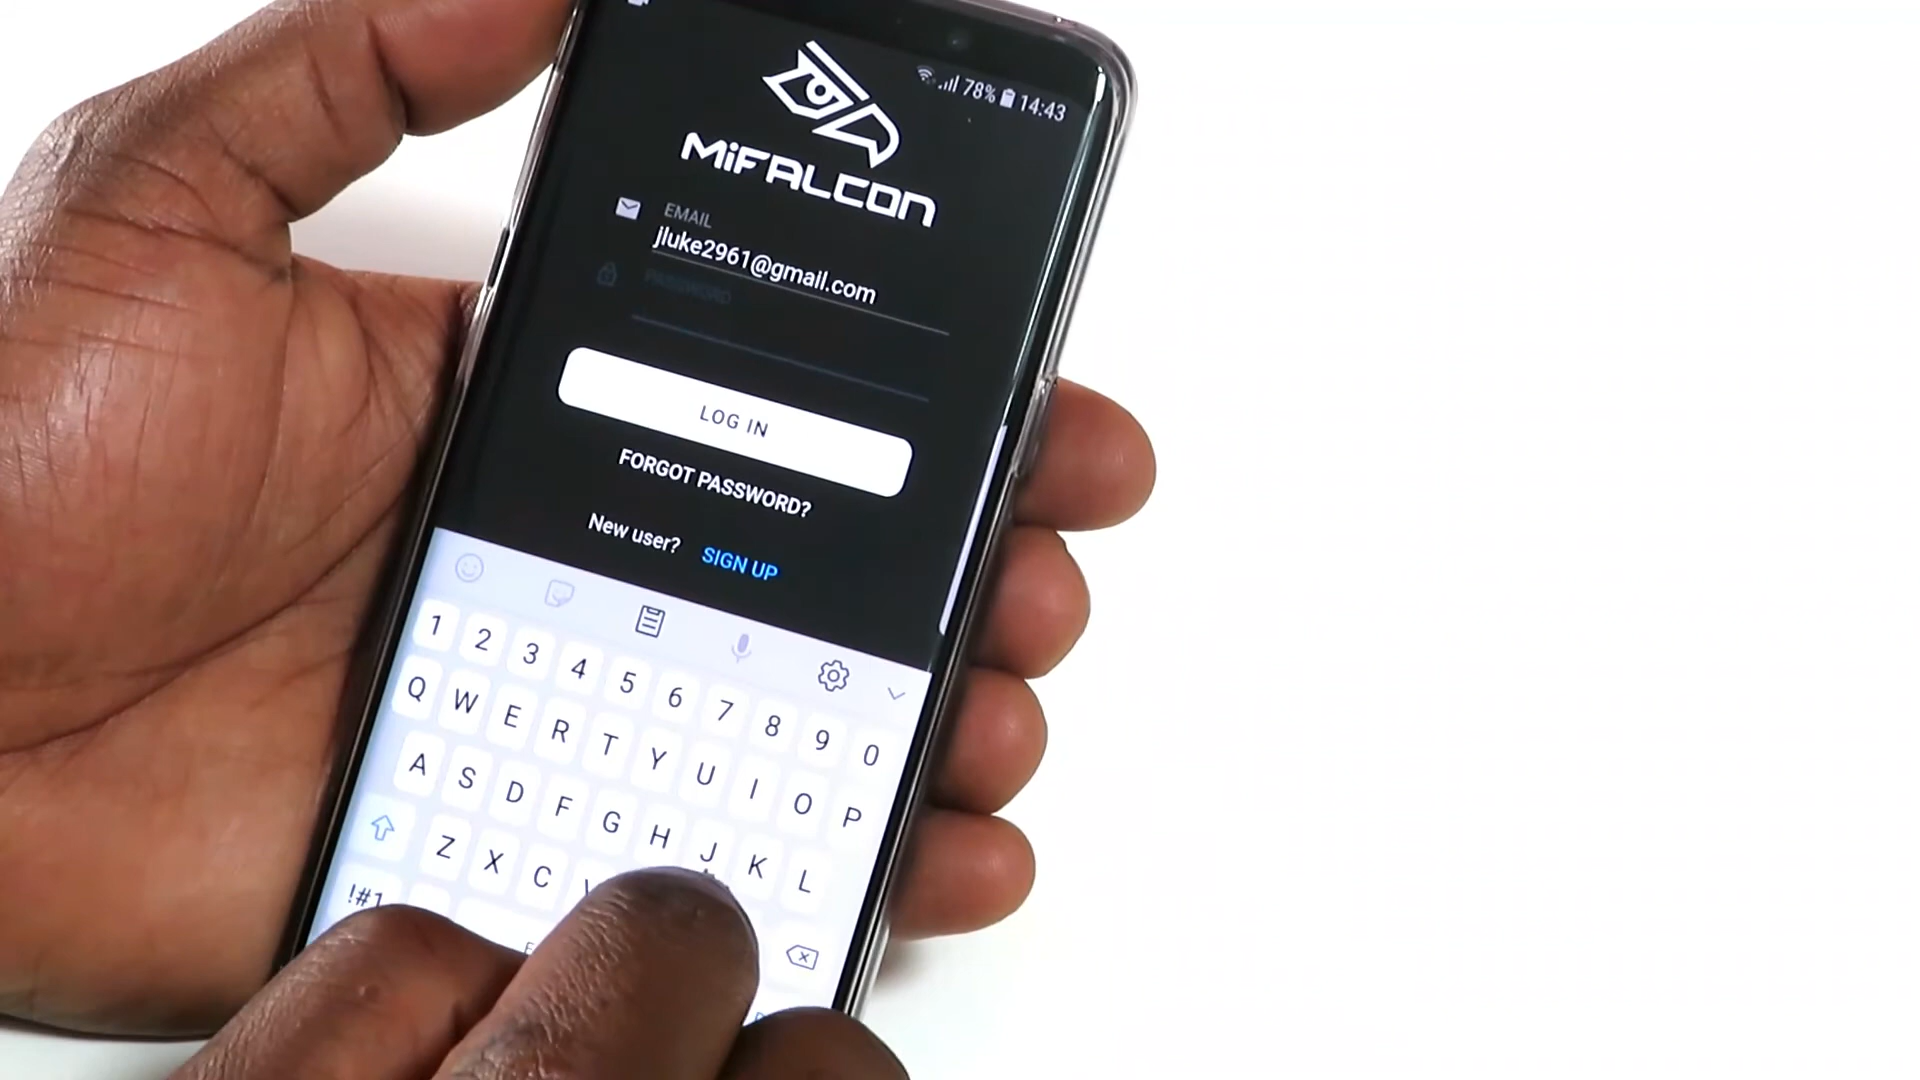 78% 14:43
MiFALCON
EMAIL
jluke2961@gmail.com
PASSWORD
LOG IN
FORGOT PASSWORD?
New user? SIGN UP
1 2 3 4 5 6 7 8 9 0
Q W E R T Y U I O P
A S D F G H J K L
Z X C
!#1